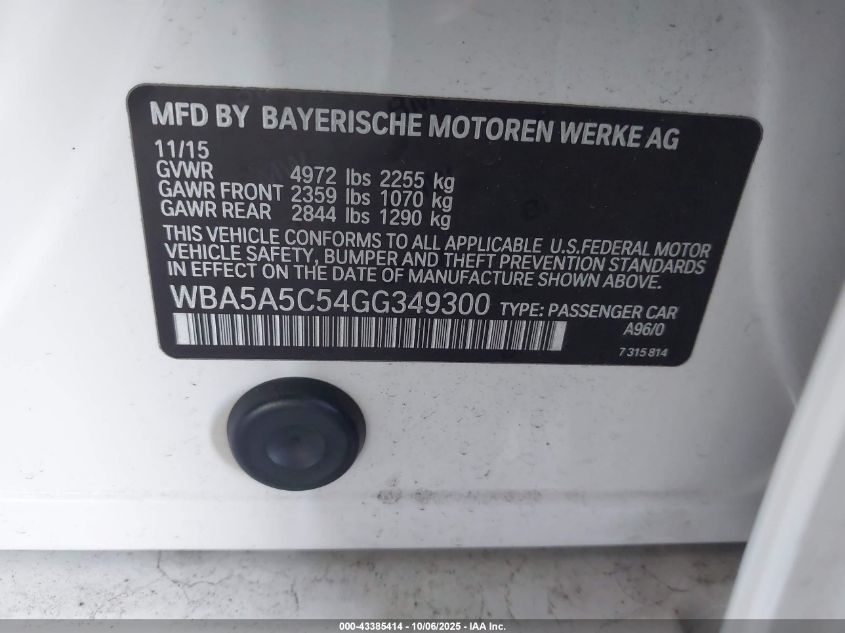 MFD BY BAYERISCHE MOTOREN WERKE AG
11/15
GVWR 4972 lbs 2255 kg
GAWR FRONT 2359 lbs 1070 kg
GAWR REAR 2844 lbs 1290 kg
THIS VEHICLE CONFORMS TO ALL APPLICABLE U.S.FEDERAL MOTOR
VEHICLE SAFETY, BUMPER AND THEFT PREVENTION STANDARDS
IN EFFECT ON THE DATE OF MANUFACTURE SHOWN ABOVE.
WBA5A5C54GG349300 TYPE: PASSENGER CAR
A96/0
7 315 814
000-43385414 - 10/06/2025 - IAA Inc.